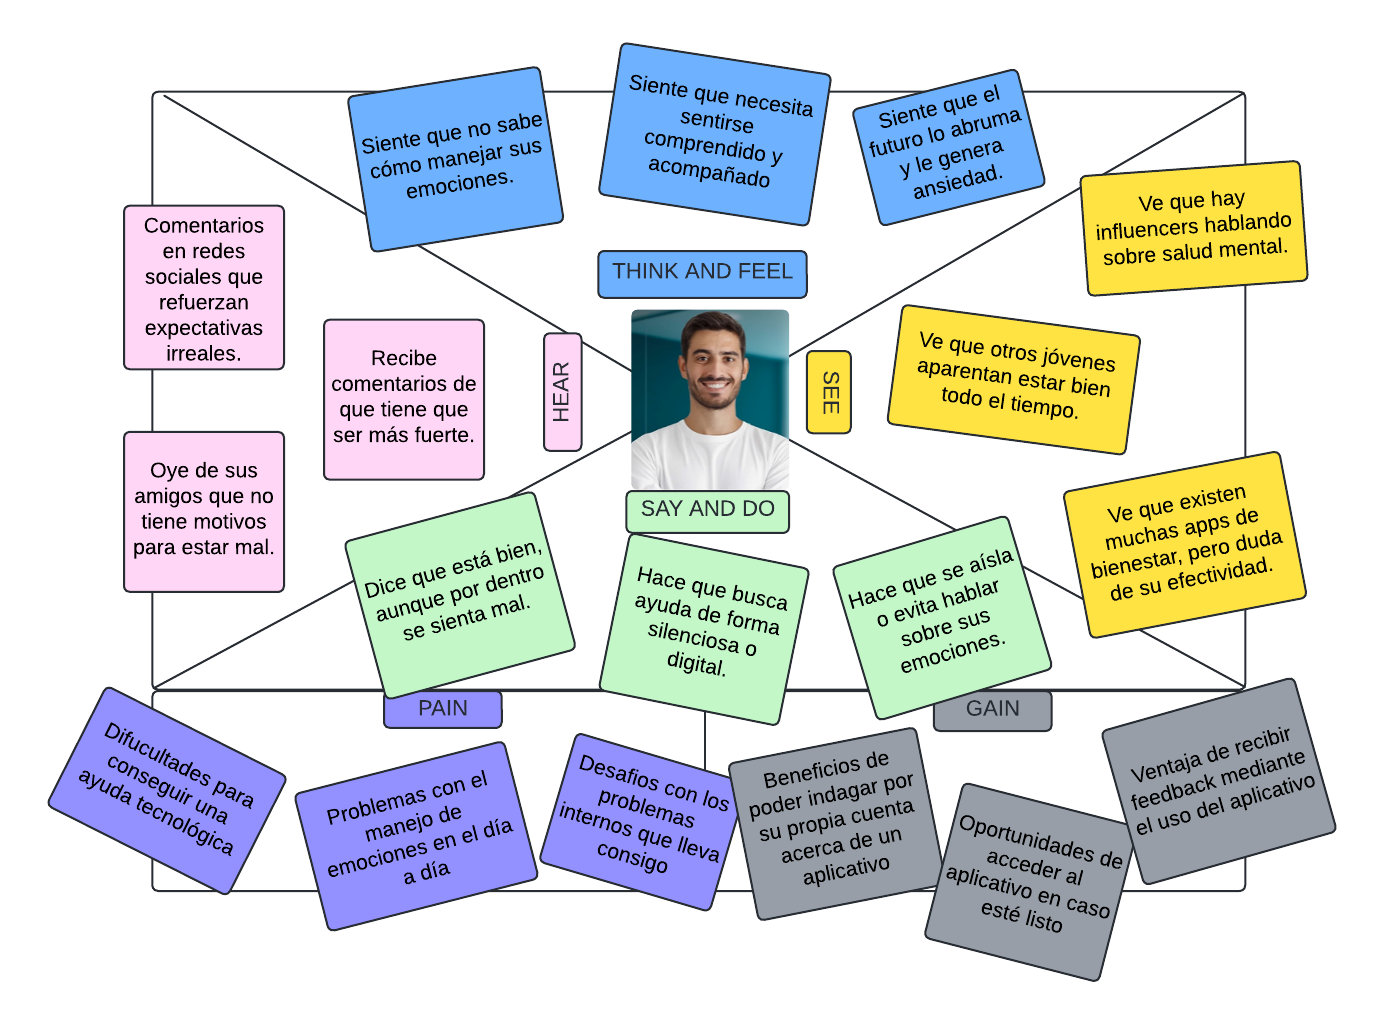 Siente que no sabe
cómo manejar sus
emociones.
Siente que necesita
sentirse
comprendido y
acompañado
Siente que el
futuro lo abruma
y le genera
ansiedad.
THINK AND FEEL
Comentarios
en redes
sociales que
refuerzan
expectativas
irreales.
Recibe
comentarios de
que tiene que
ser más fuerte.
Oye de sus
amigos que no
tiene motivos
para estar mal.
HEAR
SEE
Ve que hay
influencers hablando
sobre salud mental.
Ve que otros jóvenes
aparentan estar bien
todo el tiempo.
Ve que existen
muchas apps de
bienestar, pero duda
de su efectividad.
SAY AND DO
Dice que está bien,
aunque por dentro
se sienta mal.
Hace que busca
ayuda de forma
silenciosa o
digital.
Hace que se aísla
o evita hablar
sobre sus
emociones.
PAIN
Difucultades para
conseguir una
ayuda tecnológica
Problemas con el
manejo de
emociones en el día
a día
Desafios con los
problemas
internos que lleva
consigo
GAIN
Beneficios de
poder indagar por
su propia cuenta
acerca de un
aplicativo
Oportunidades de
acceder al
aplicativo en caso
esté listo
Ventaja de recibir
feedback mediante
el uso del aplicativo